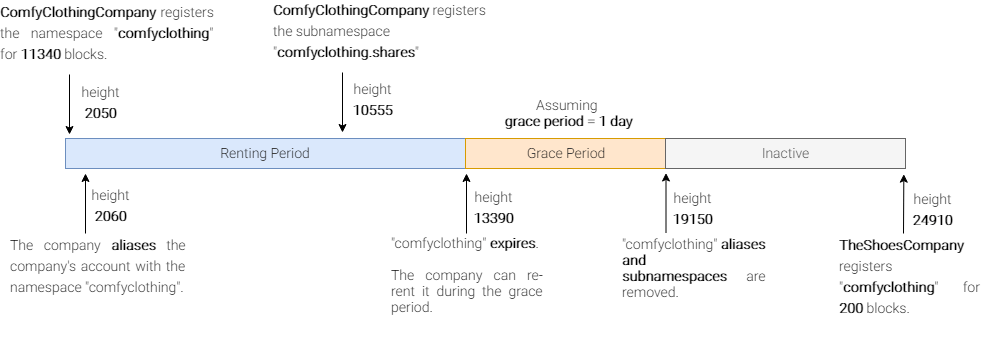 ComfyClothingCompany registers
the namespace "comfyclothing"
for 11340 blocks.
ComfyClothingCompany registers
the subnamespace
"comfyclothing.shares"
height
2050
height
10555
Assuming
grace period = 1 day
Renting Period
Grace Period
Inactive
height
2060
The company aliases the
company's account with the
namespace "comfyclothing".
height
13390
"comfyclothing" expires.
The company can re-
rent it during the grace
period.
height
19150
"comfyclothing" aliases
and
subnamespaces are
removed.
height
24910
TheShoesCompany
registers
"comfyclothing" for
200 blocks.